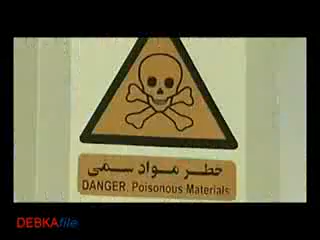 خطر مواد سمی
DANGER. Poisonous Materials
DEBKAfile